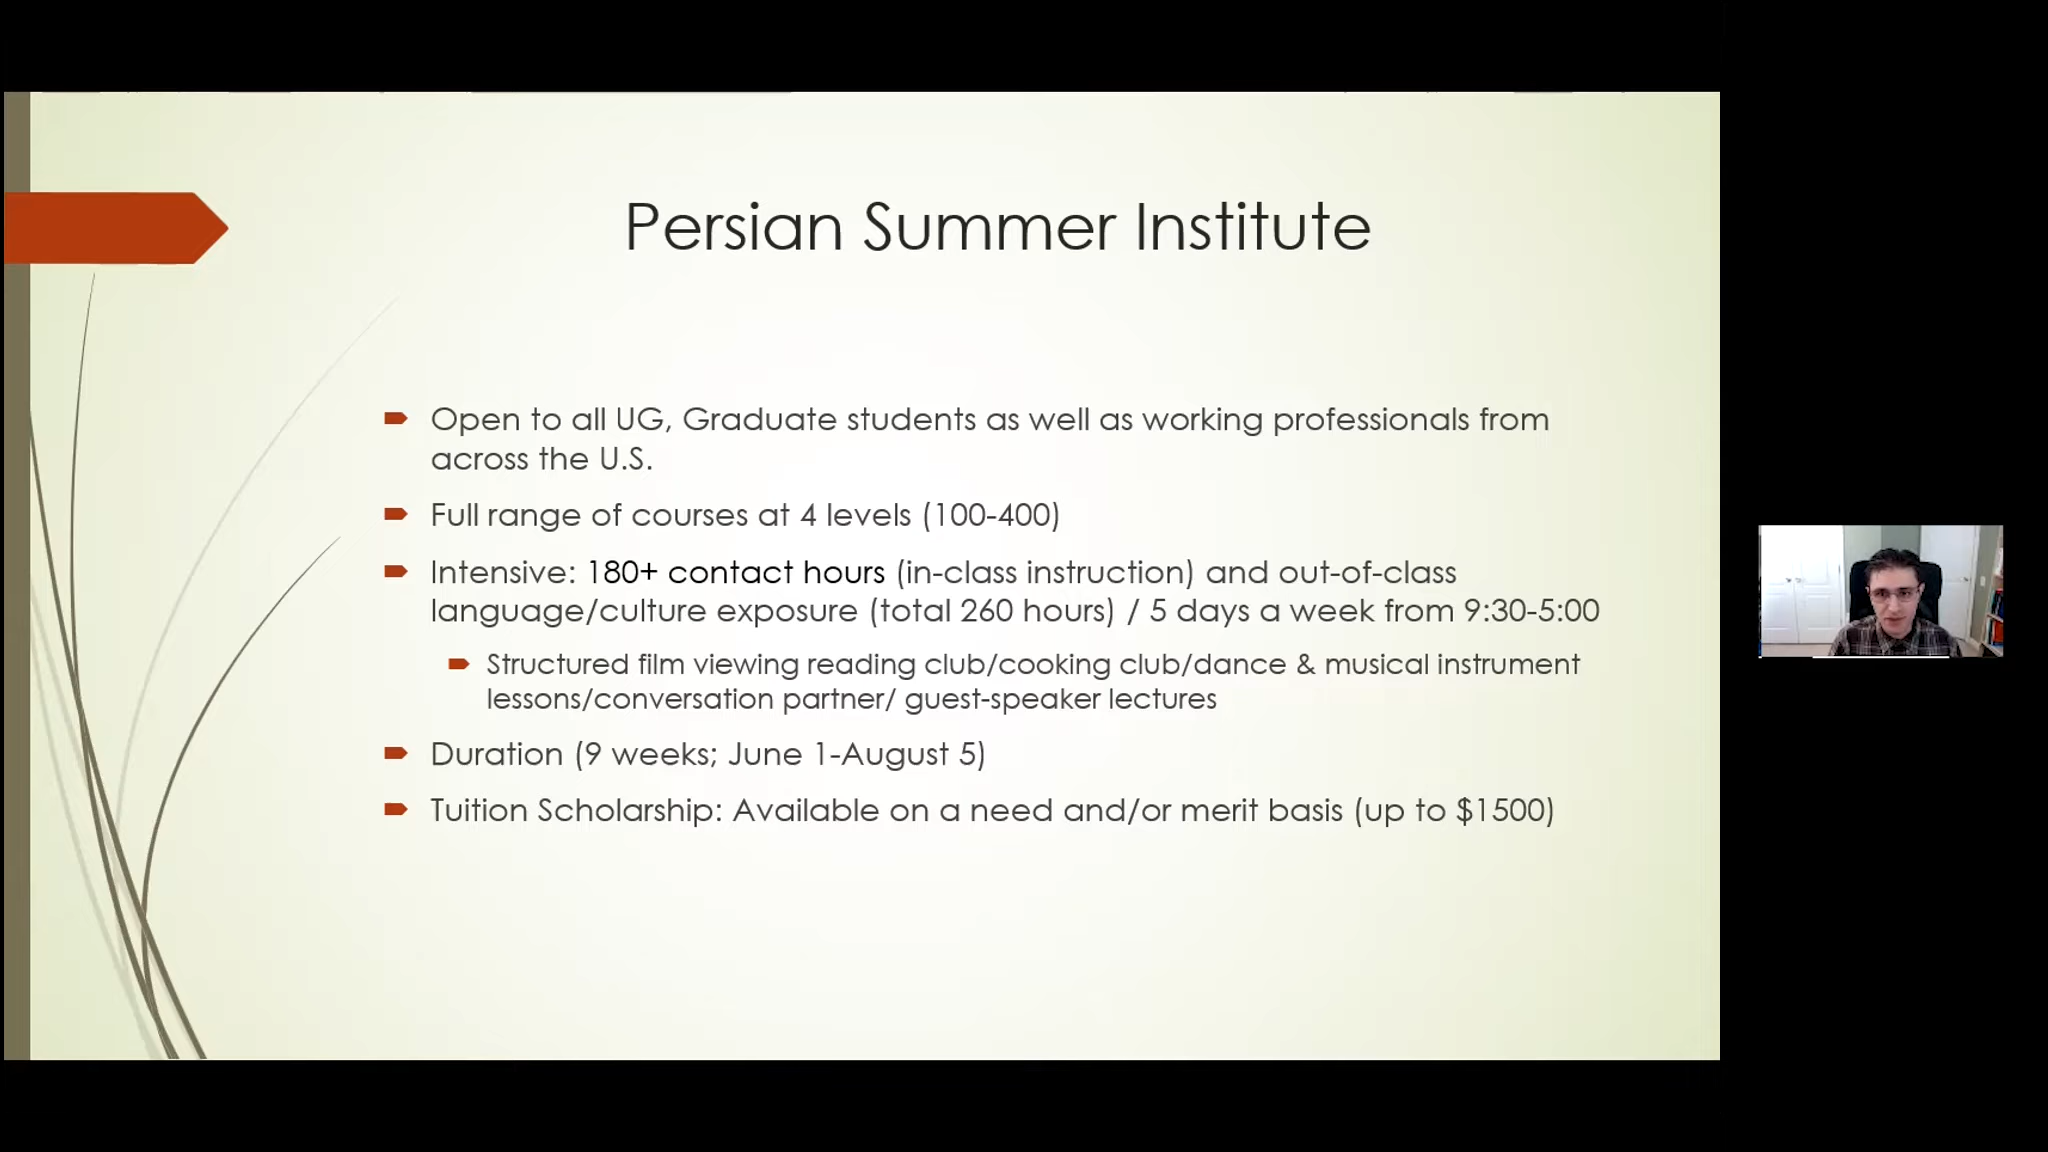 Persian Summer Institute
Open to all UG, Graduate students as well as working professionals from
across the U.S.
Full range of courses at 4 levels (100-400)
Intensive: 180+ contact hours (in-class instruction) and out-of-class
language/culture exposure (total 260 hours) / 5 days a week from 9:30-5:00
Structured film viewing reading club/cooking club/dance & musical instrument
lessons/conversation partner/ guest-speaker lectures
Duration (9 weeks; June 1-August 5)
Tuition Scholarship: Available on a need and/or merit basis (up to $1500)